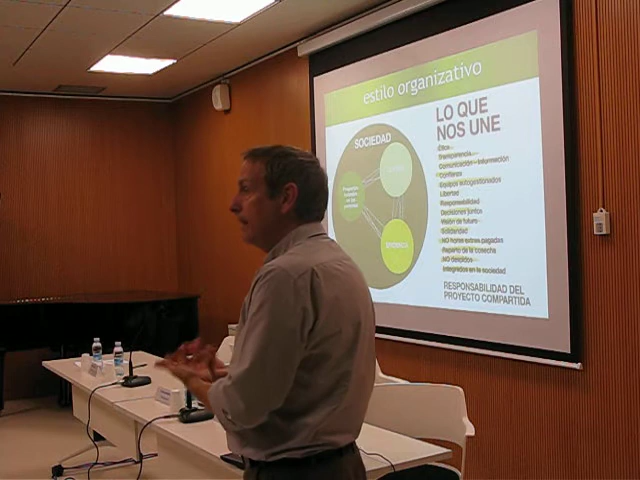 estilo organizativo
SOCIEDAD
LO QUE
NOS UNE
Ética
Transparencia
Comunicación - Información
Confianza
Equipos autogestionados
Libertad
Responsabilidad
Decisiones juntos
Visión de futuro
Solidaridad
NO horas extras pagadas
Reparto de la cosecha
NO despidos
Integrados en la sociedad
RESPONSABILIDAD DEL
PROYECTO COMPARTIDA